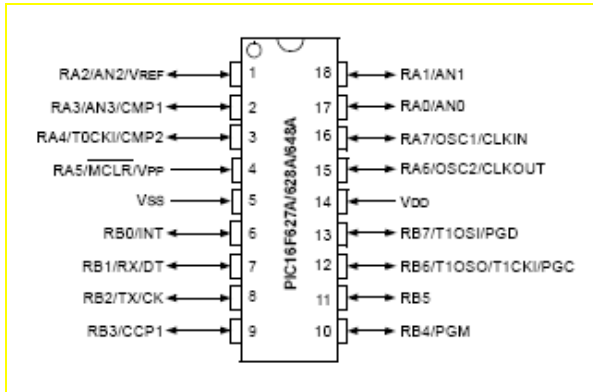 RA2/AN2/VREF 1 18 RA1/AN1
RA3/AN3/CMP1 2 17 RA0/AN0
RA4/T0CKI/CMP2 3 16 RA7/OSC1/CLKIN
RA5/MCLR/VPP 4 15 RA6/OSC2/CLKOUT
VSS 5 14 VDD
RB0/INT 6 13 RB7/T1OSI/PGD
RB1/RX/DT 7 12 RB6/T1OSO/T1CKI/PGC
RB2/TX/CK 8 11 RB5
RB3/CCP1 9 10 RB4/PGM
PIC16F627A/628A/648A